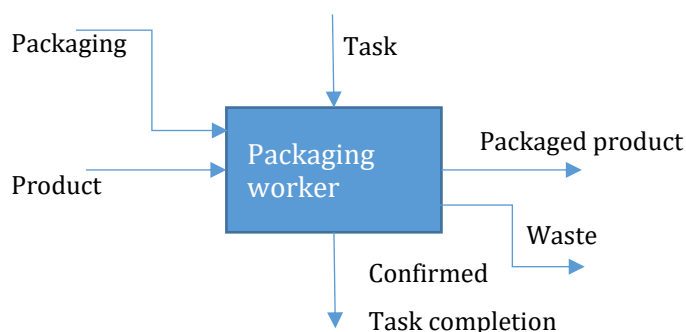 Packaging
Task
Packaging
worker
Packaged product
Product
Waste
Confirmed
Task completion